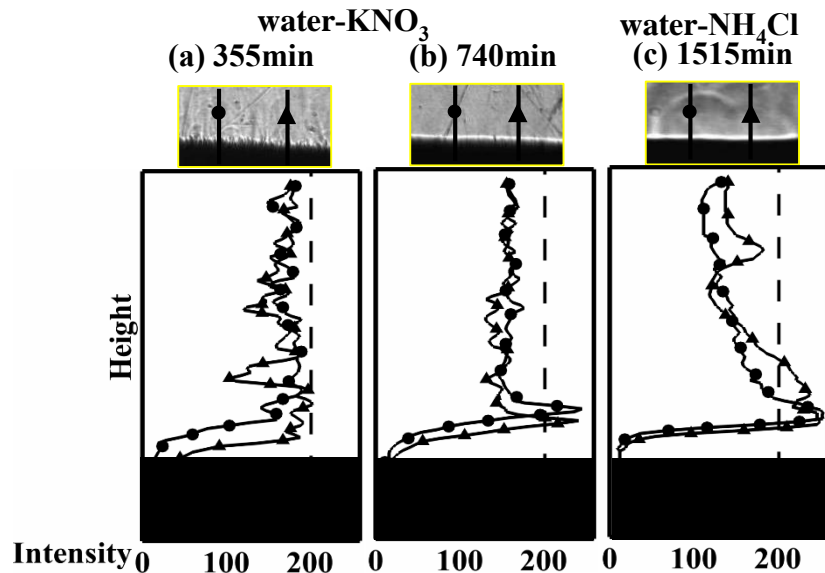 water-KNO₃ water-NH₄Cl
(a) 355min (b) 740min (c) 1515min
Height
Intensity 0 100 200 0 100 200 0 100 200